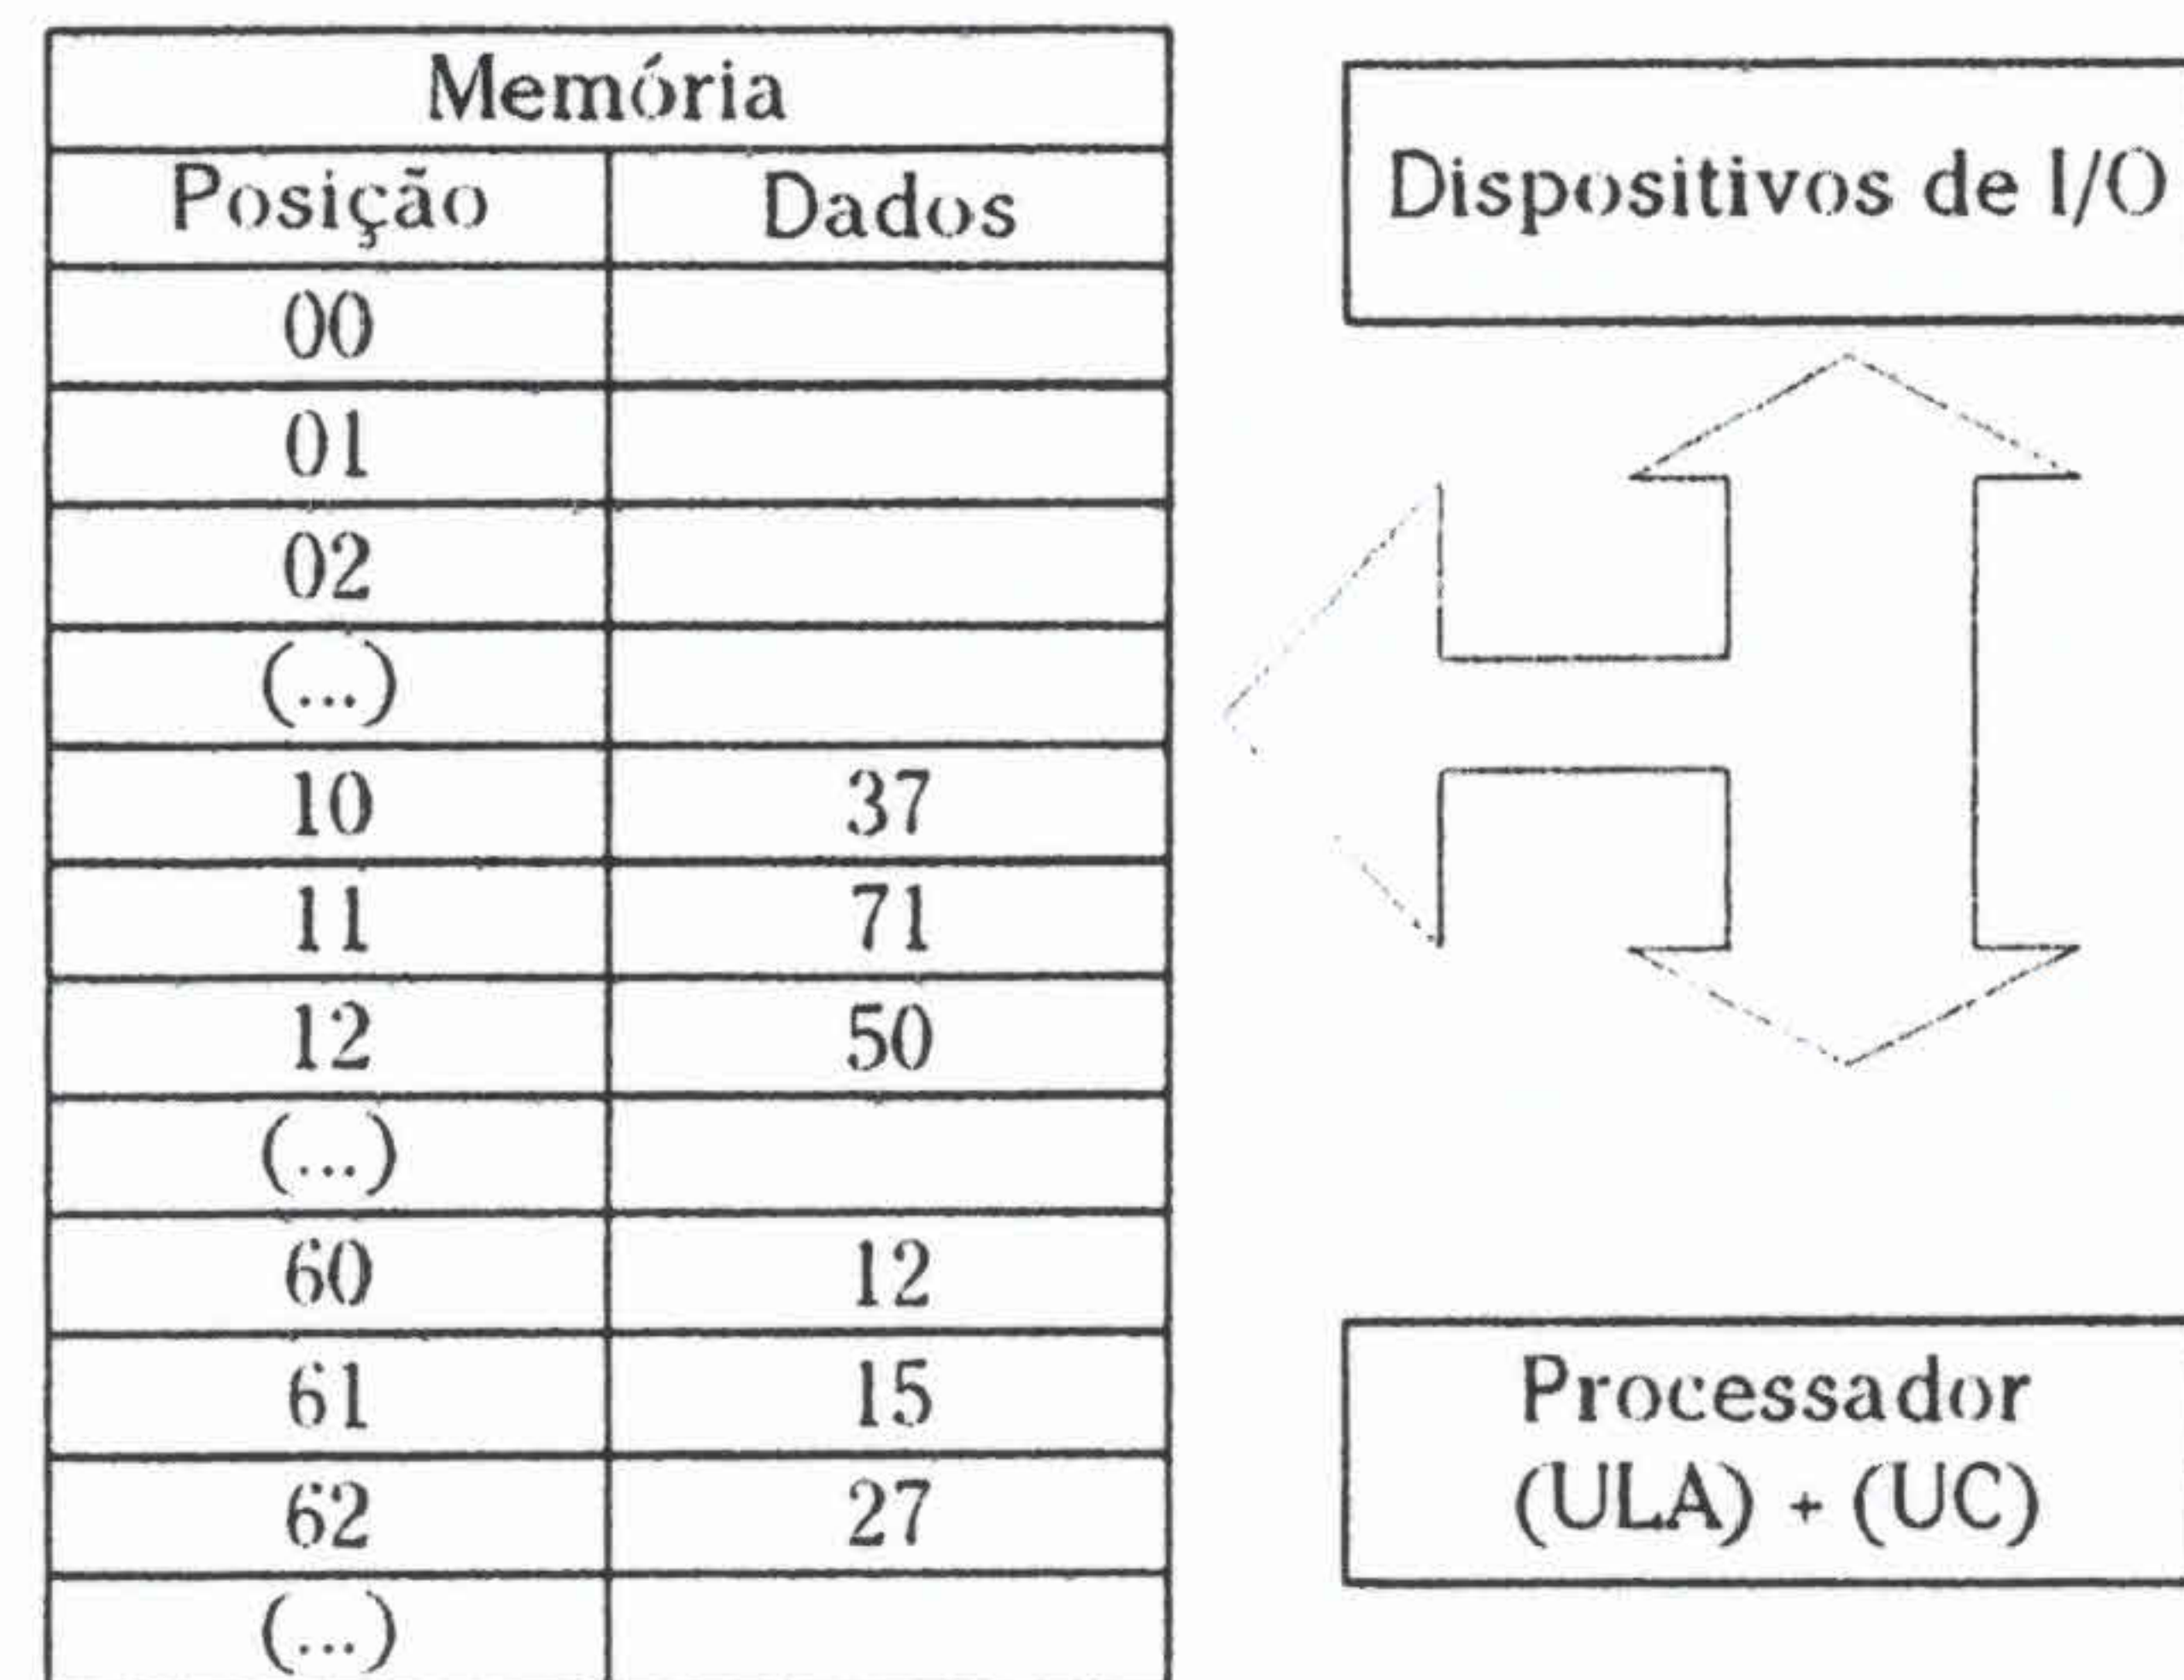 Memória
Posição Dados
00
01
02
(...)
10 37
11 71
12 50
(...)
60 12
61 15
62 27
(...)
Dispositivos de I/O
Processador
(ULA) + (UC)